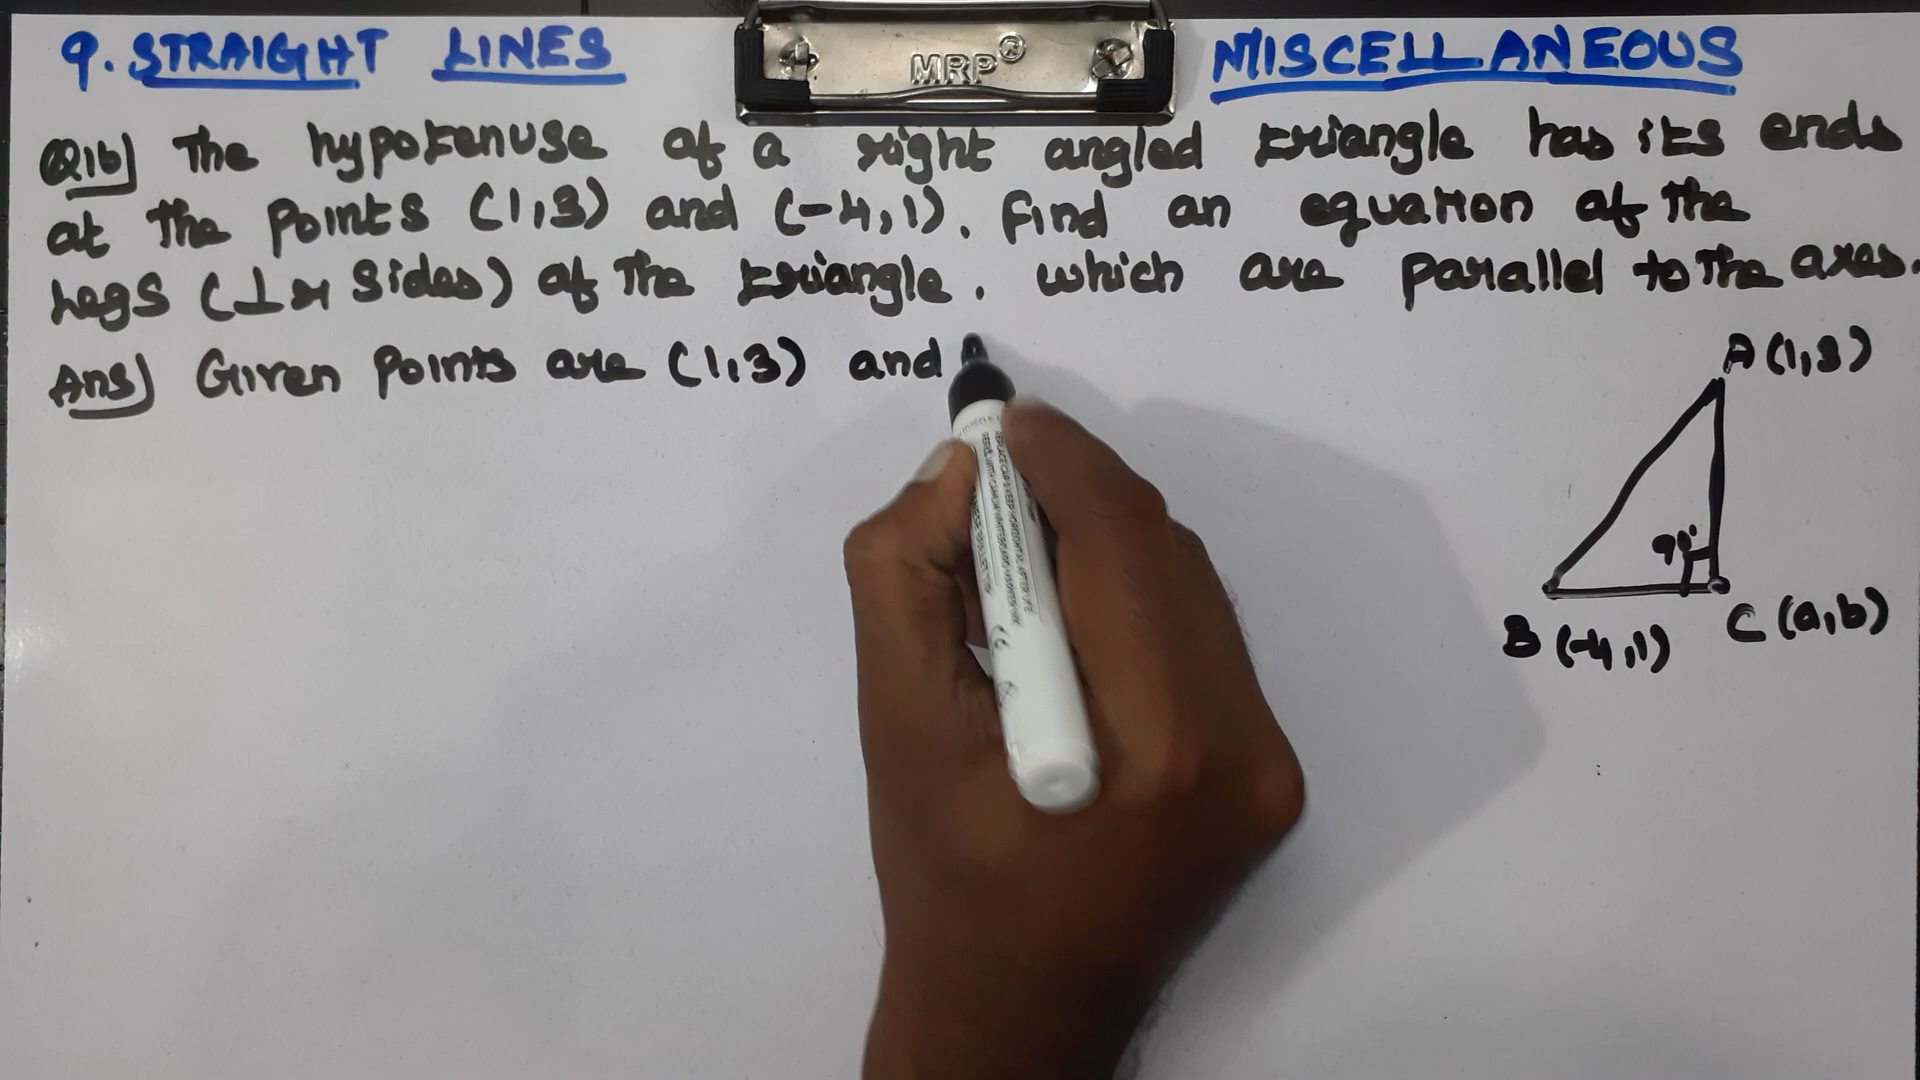 9. STRAIGHT LINES
MRP®
MISCELLANEOUS
Q16) The hypotenuse of a right angled triangle has its ends
at the points (1,3) and (-4,1). Find an equation of the
legs (⊥r sides) of the triangle. which are parallel to the axes.
Ans) Given Points are (1,3) and
A (1,3)
90°
B (-4,1)
C (a,b)